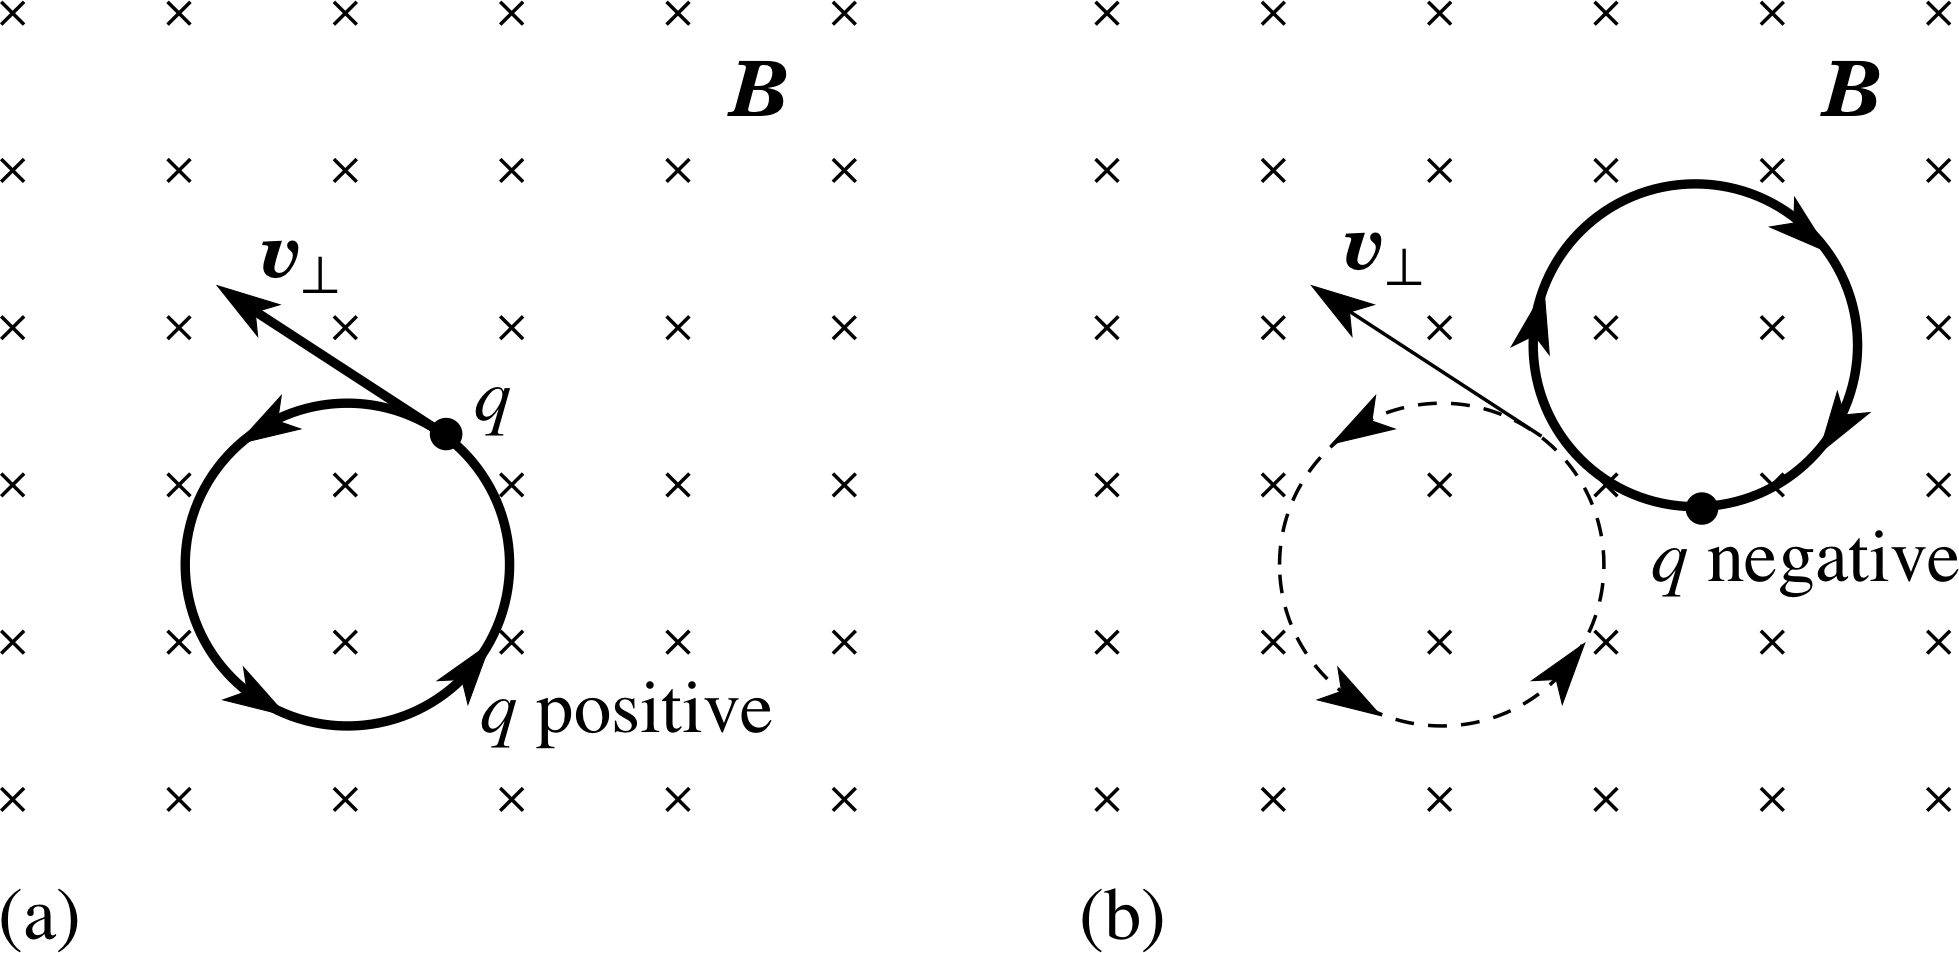 B
v⊥
q
q positive
(a)
B
v⊥
q negative
(b)